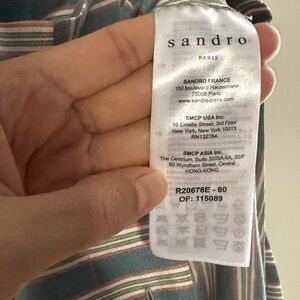 sandro
PARIS
SANDRO FRANCE
150 boulevard Haussmann
75008 Paris
www.sandro-paris.com
SMCP USA Inc.
10 Crosby Street, 3rd Floor
New York, New York 10013
RN132784
SMCP ASIA Inc.
The Centrium, Suite 3203A-5A, 32/F
60 Wyndham Street, Central
HONG-KONG
R20678E - 80
OF: 115089